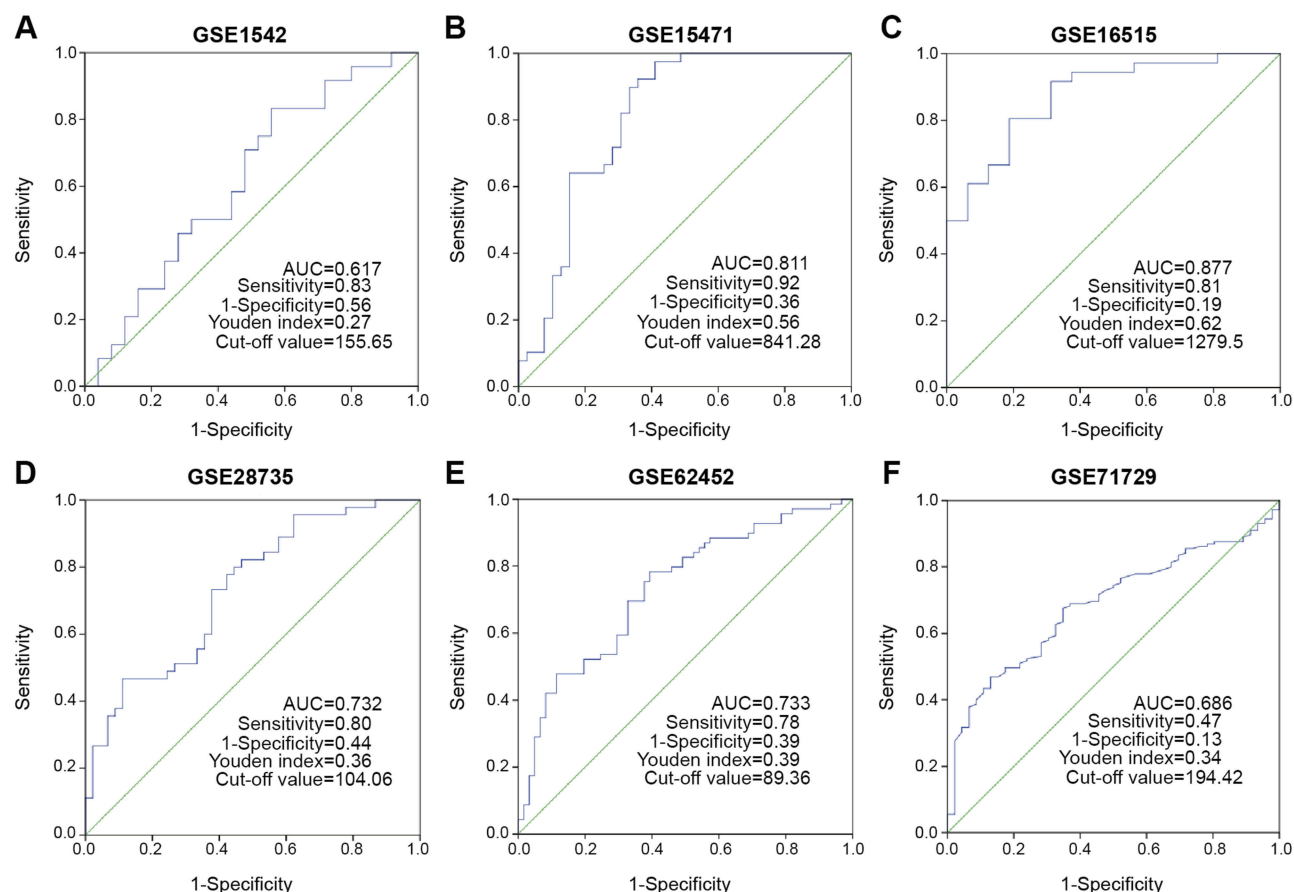 A
GSE1542
1.0
0.8
0.6
0.4
0.2
0.0
Sensitivity
AUC=0.617
Sensitivity=0.83
1-Specificity=0.56
Youden index=0.27
Cut-off value=155.65
0.0 0.2 0.4 0.6 0.8 1.0
1-Specificity
B
GSE15471
1.0
0.8
0.6
0.4
0.2
0.0
Sensitivity
AUC=0.811
Sensitivity=0.92
1-Specificity=0.36
Youden index=0.56
Cut-off value=841.28
0.0 0.2 0.4 0.6 0.8 1.0
1-Specificity
C
GSE16515
1.0
0.8
0.6
0.4
0.2
0.0
Sensitivity
AUC=0.877
Sensitivity=0.81
1-Specificity=0.19
Youden index=0.62
Cut-off value=1279.5
0.0 0.2 0.4 0.6 0.8 1.0
1-Specificity
D
GSE28735
1.0
0.8
0.6
0.4
0.2
0.0
Sensitivity
AUC=0.732
Sensitivity=0.80
1-Specificity=0.44
Youden index=0.36
Cut-off value=104.06
0.0 0.2 0.4 0.6 0.8 1.0
1-Specificity
E
GSE62452
1.0
0.8
0.6
0.4
0.2
0.0
Sensitivity
AUC=0.733
Sensitivity=0.78
1-Specificity=0.39
Youden index=0.39
Cut-off value=89.36
0.0 0.2 0.4 0.6 0.8 1.0
1-Specificity
F
GSE71729
1.0
0.8
0.6
0.4
0.2
0.0
Sensitivity
AUC=0.686
Sensitivity=0.47
1-Specificity=0.13
Youden index=0.34
Cut-off value=194.42
0.0 0.2 0.4 0.6 0.8 1.0
1-Specificity